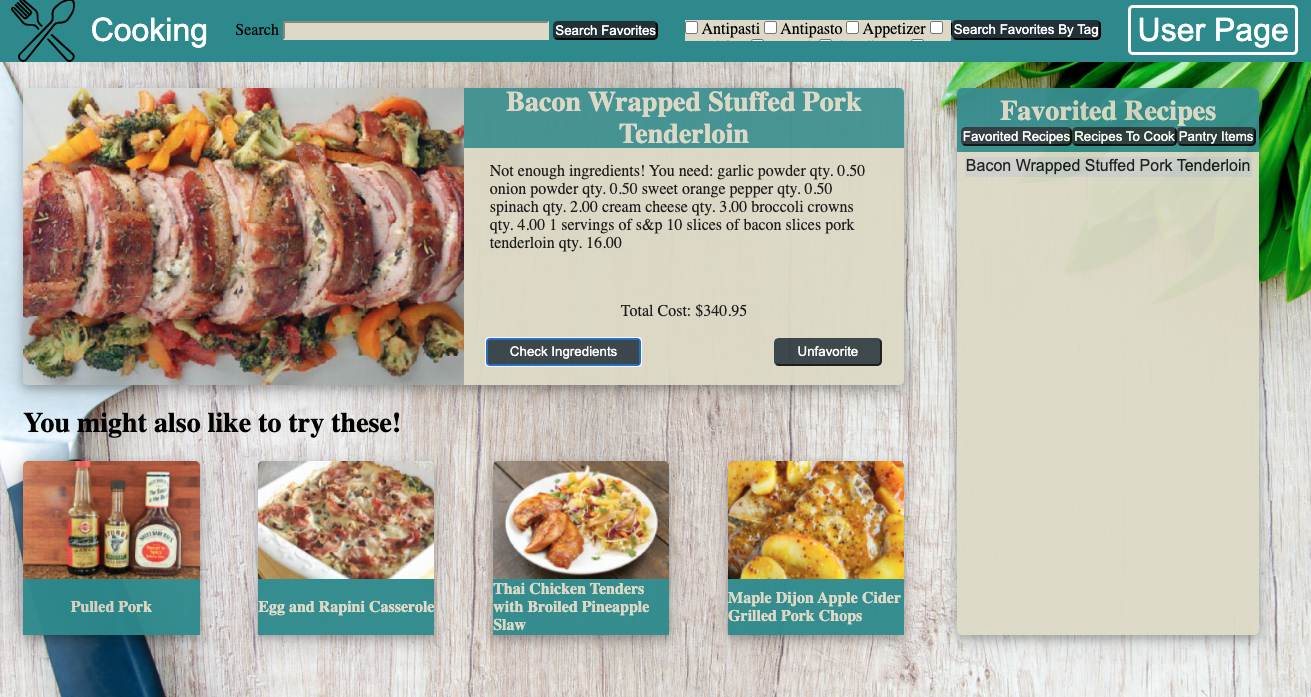 Cooking
Search
Search Favorites
Antipasti Antipasto Appetizer
Search Favorites By Tag
User Page
Bacon Wrapped Stuffed Pork
Tenderloin
Not enough ingredients! You need: garlic powder qty. 0.50
onion powder qty. 0.50 sweet orange pepper qty. 0.50
spinach qty. 2.00 cream cheese qty. 3.00 broccoli crowns
qty. 4.00 1 servings of s&p 10 slices of bacon slices pork
tenderloin qty. 16.00
Total Cost: $340.95
Check Ingredients
Unfavorite
Favorited Recipes
Favorited Recipes Recipes To Cook Pantry Items
Bacon Wrapped Stuffed Pork Tenderloin
You might also like to try these!
Pulled Pork
Egg and Rapini Casserole
Thai Chicken Tenders
with Broiled Pineapple
Slaw
Maple Dijon Apple Cider
Grilled Pork Chops